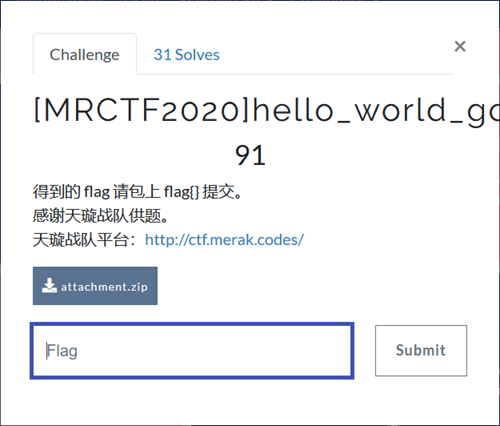 Challenge
31 Solves
×
[MRCTF2020]hello_world_go
91
得到的 flag 请包上 flag{} 提交。
感谢天璇战队供题。
天璇战队平台：http://ctf.merak.codes/
attachment.zip
Flag
Submit